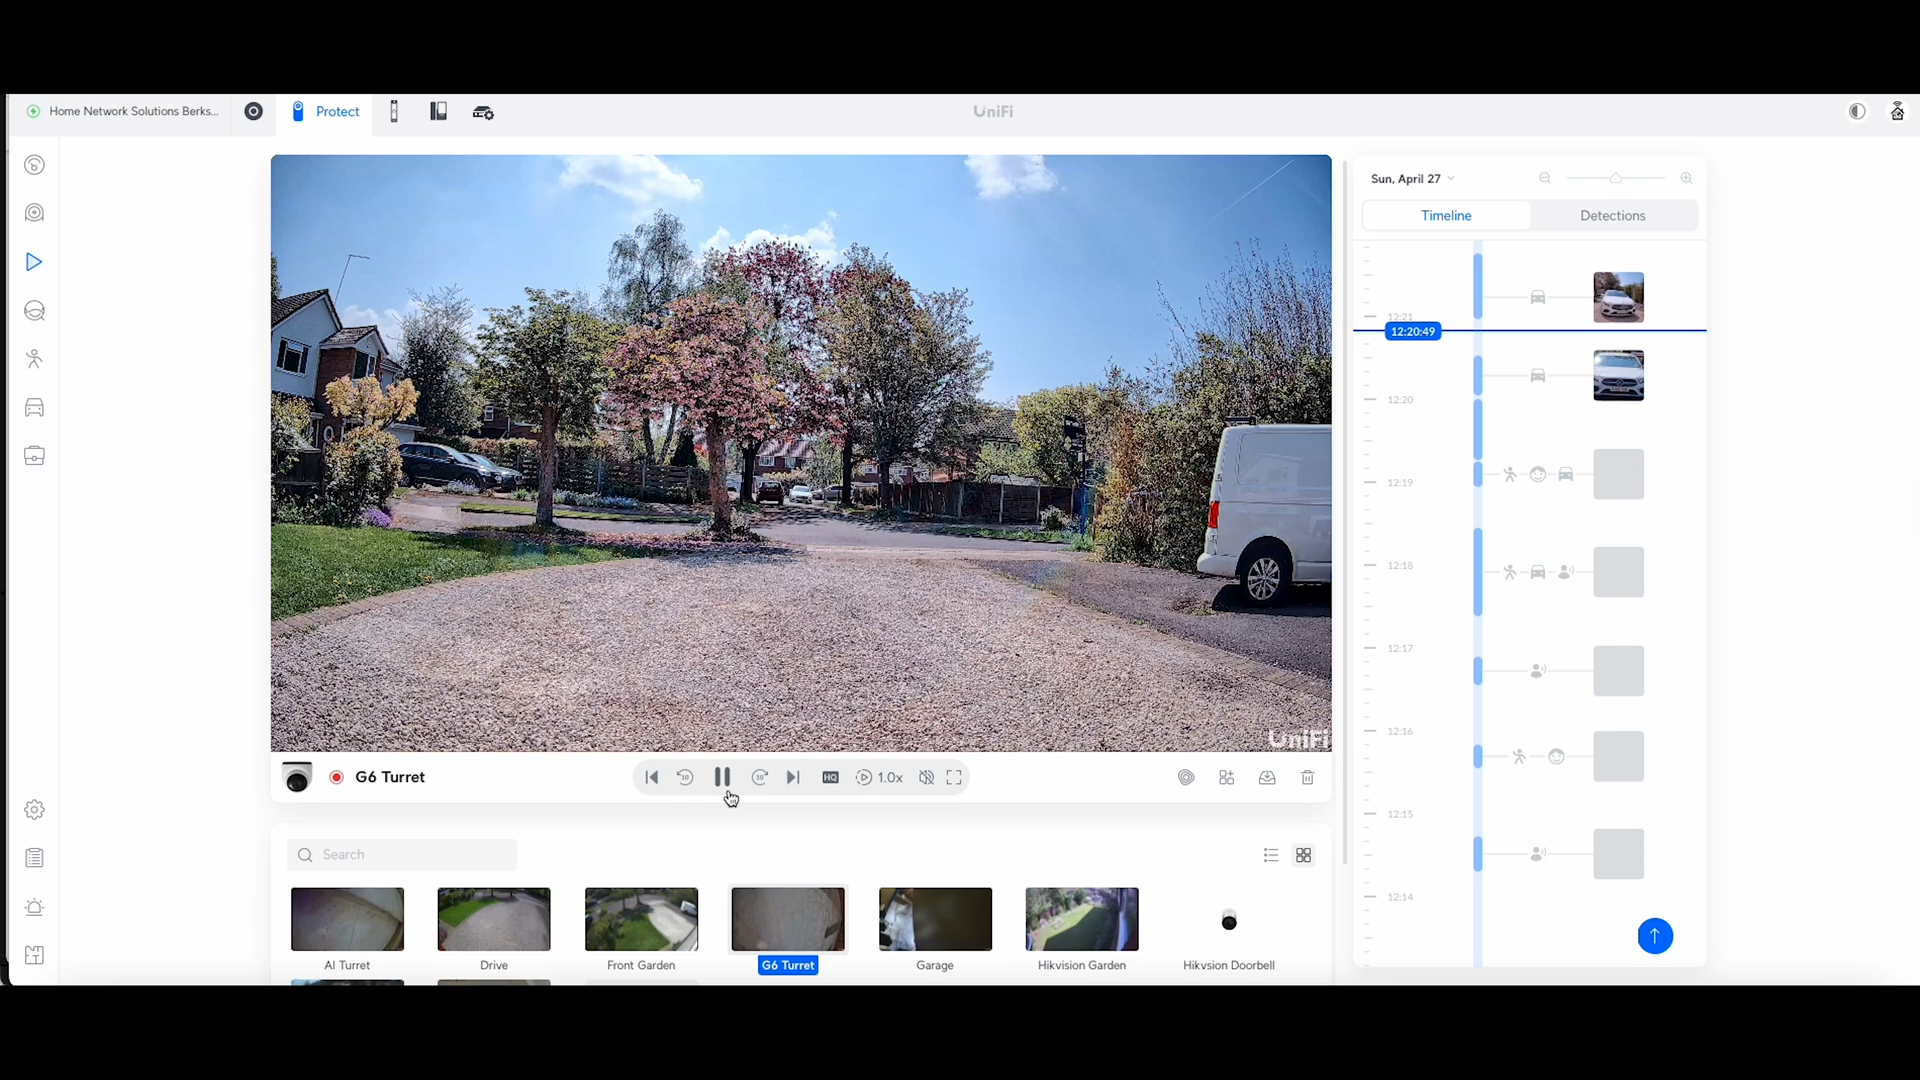 Home Network Solutions Berks...
Protect
UniFi
Sun, April 27
Timeline
Detections
12:21
12:20:49
12:20
12:19
12:18
12:17
12:16
12:15
12:14
UniFi
G6 Turret
HQ
1.0x
Search
AI Turret
Drive
Front Garden
G6 Turret
Garage
Hikvision Garden
Hikvsion Doorbell